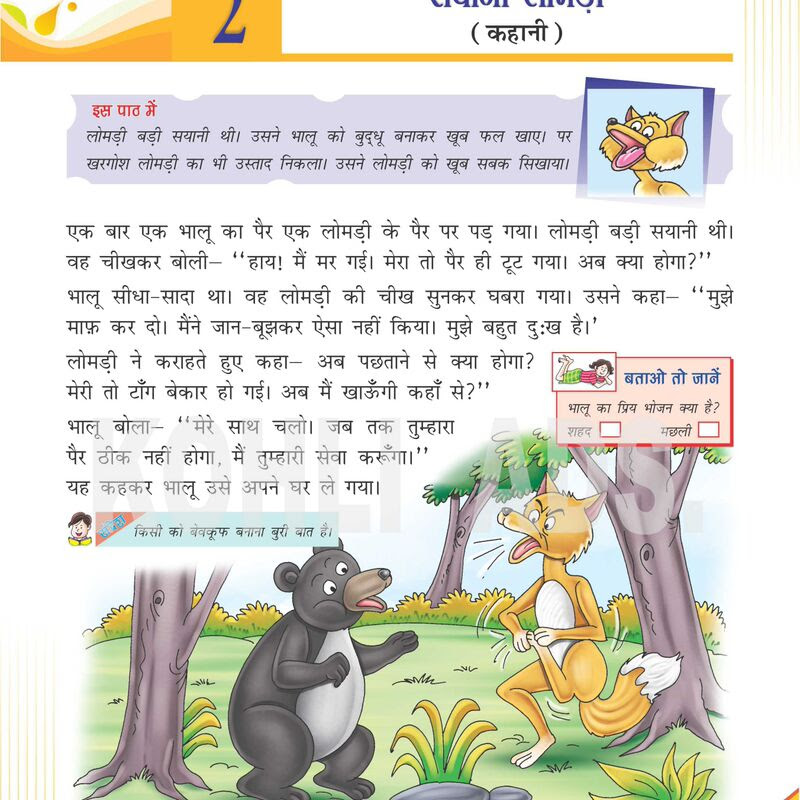 2
सयानी लोमड़ी
( कहानी )
इस पाठ में
लोमड़ी बड़ी सयानी थी। उसने भालू को बुद्धू बनाकर खूब फल खाए। पर
खरगोश लोमड़ी का भी उस्ताद निकला। उसने लोमड़ी को खूब सबक सिखाया।
एक बार एक भालू का पैर एक लोमड़ी के पैर पर पड़ गया। लोमड़ी बड़ी सयानी थी।
वह चीखकर बोली– ‘‘हाय! मैं मर गई। मेरा तो पैर ही टूट गया। अब क्या होगा?’’
भालू सीधा-सादा था। वह लोमड़ी की चीख सुनकर घबरा गया। उसने कहा– ‘‘मुझे
माफ़ कर दो। मैंने जान-बूझकर ऐसा नहीं किया। मुझे बहुत दुःख है।’
लोमड़ी ने कराहते हुए कहा– अब पछताने से क्या होगा?
मेरी तो टाँग बेकार हो गई। अब मैं खाऊँगी कहाँ से?’’
बताओ तो जानें
भालू का प्रिय भोजन क्या है?
शहद मछली
भालू बोला– ‘‘मेरे साथ चलो। जब तक तुम्हारा
पैर ठीक नहीं होगा, मैं तुम्हारी सेवा करूँगा।’’
यह कहकर भालू उसे अपने घर ले गया।
किसी को बेवकूफ बनाना बुरी बात है।